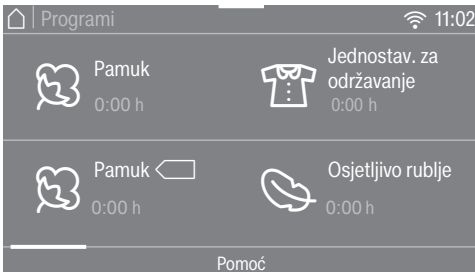 Programi 11:02
Pamuk
0:00 h
Jednostav. za
održavanje
0:00 h
Pamuk
0:00 h
Osjetljivo rublje
0:00 h
Pomoć